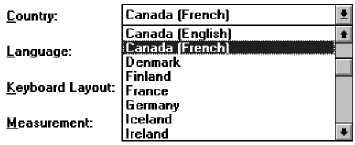 Country: Canada (French)
Canada (English)
Language: Canada (French)
Denmark
Finland
Keyboard Layout: France
Germany
Measurement: Iceland
Ireland